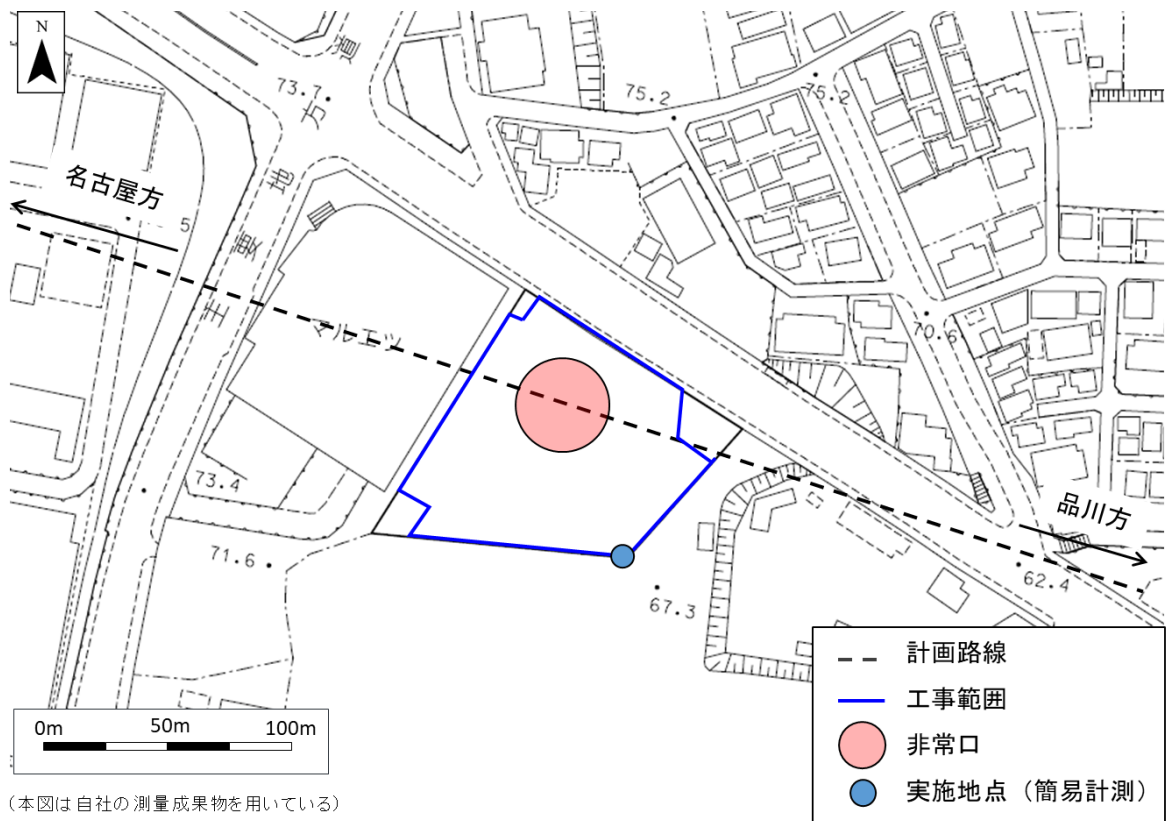 N
道
方
地
要
主
73.7
75.2
75.2
名古屋方
5
マルエツ
70.6
73.4
品川方
71.6
62.4
67.3
0m 50m 100m
計画路線
工事範囲
非常口
実施地点（簡易計測）
（本図は自社の測量成果物を用いている）